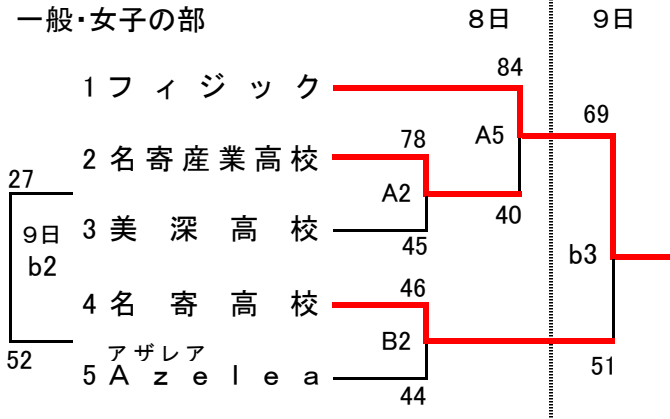 一般・女子の部
8日
9日
84
1 フィジック
69
78
A5
2 名寄産業高校
27
A2
40
9日
b2
3 美深高校
45
b3
46
4 名寄高校
B2
52
アザレア
51
5 Azelea
44